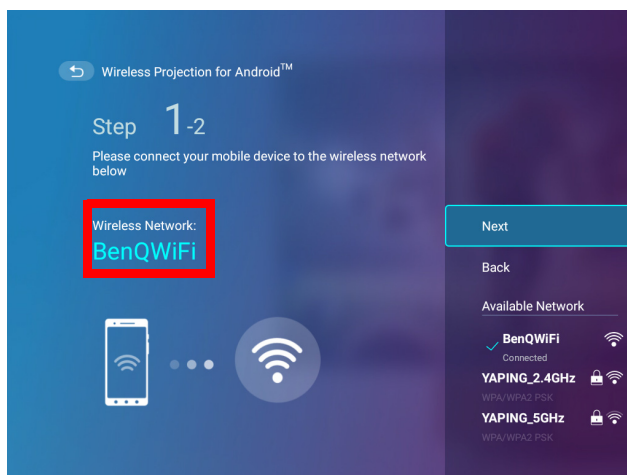 Wireless Projection for Android™
Step 1-2
Please connect your mobile device to the wireless network
below
Wireless Network:
BenQWiFi
Next
Back
Available Network
BenQWiFi
Connected
YAPING_2.4GHz
WPA/WPA2 PSK
YAPING_5GHz
WPA/WPA2 PSK